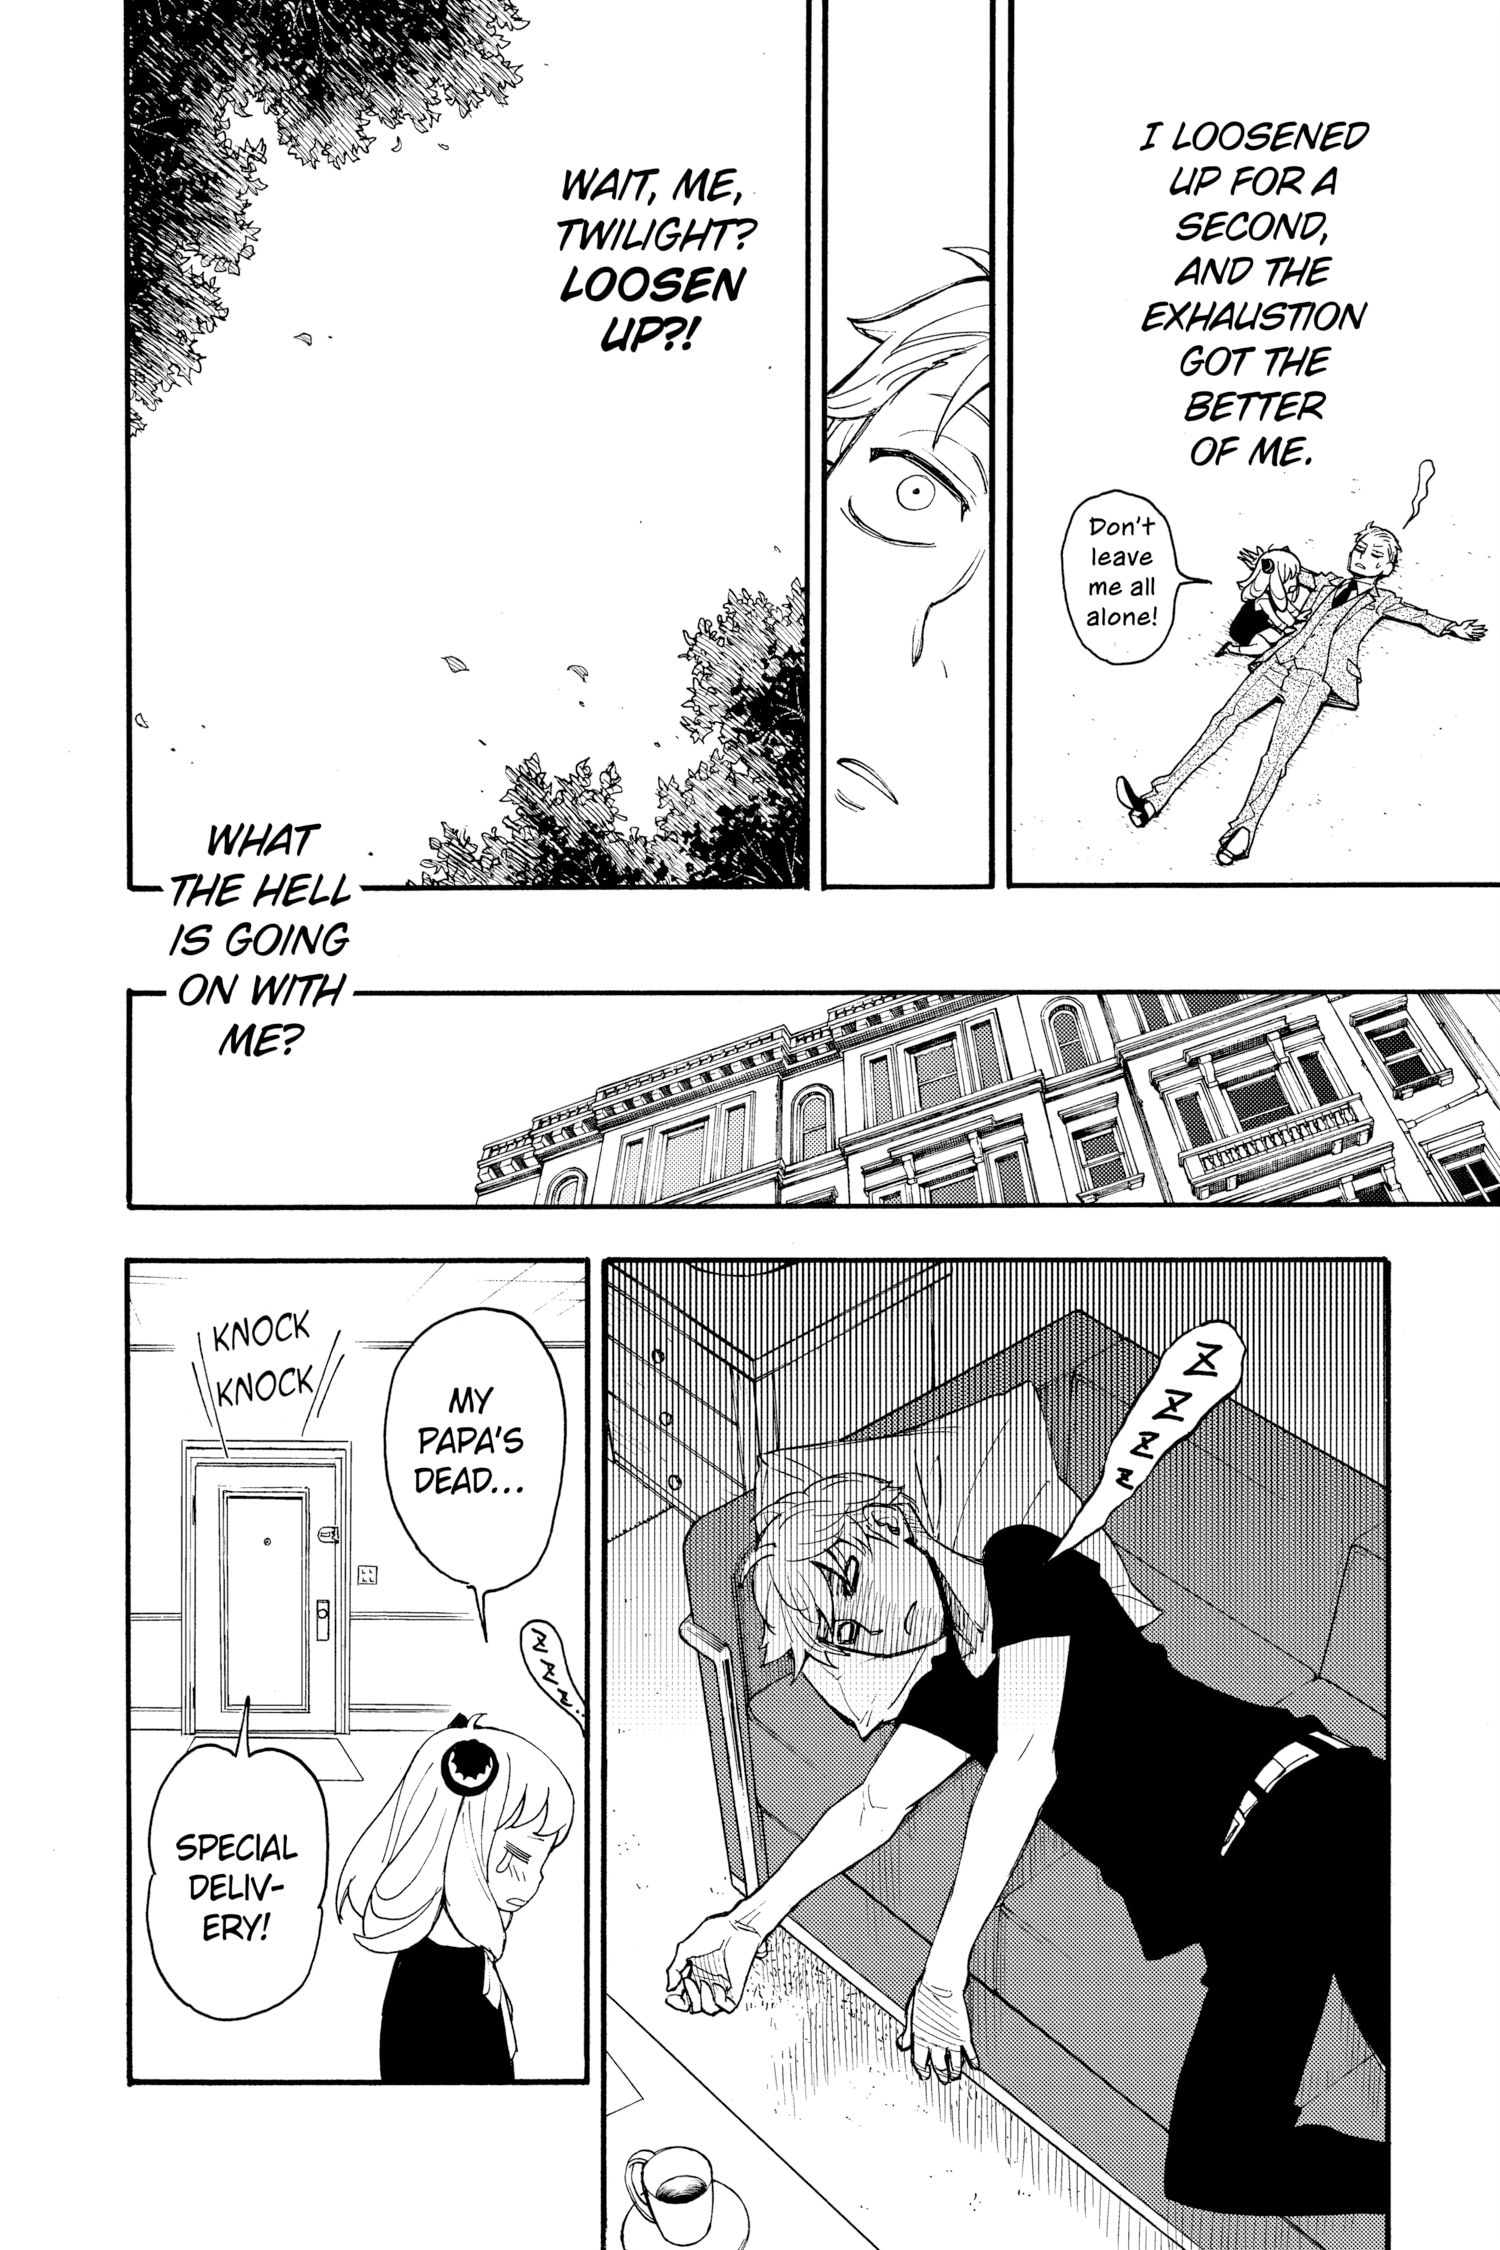 I LOOSENED
UP FOR A
SECOND,
AND THE
EXHAUSTION
GOT THE
BETTER
OF ME.
Don't
leave
me all
alone!
WAIT, ME,
TWILIGHT?
LOOSEN
UP?!
WHAT
THE HELL
IS GOING
ON WITH
ME?
Z
Z
Z
Z
MY
PAPA'S
DEAD...
Z
Z
Z
KNOCK
KNOCK
SPECIAL
DELIV-
ERY!